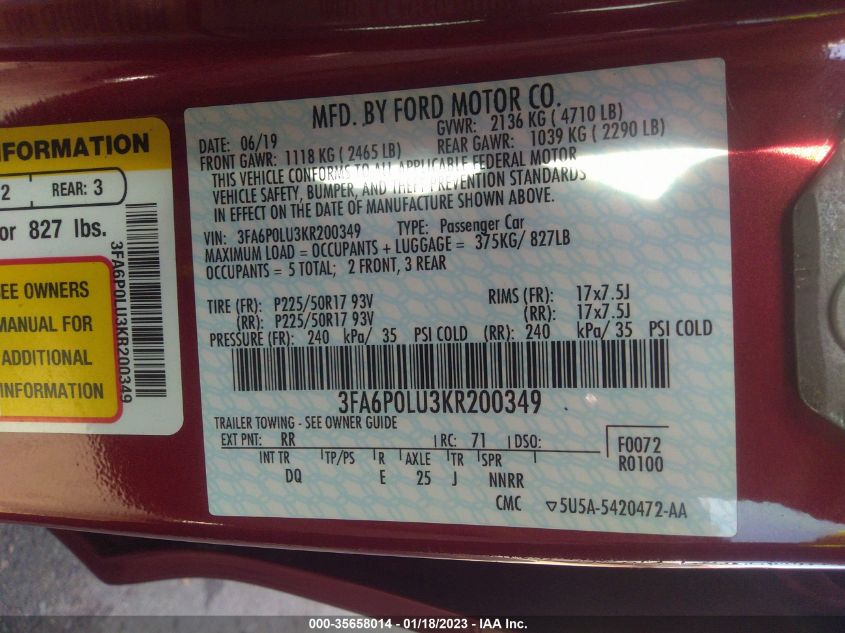 MFD. BY FORD MOTOR CO.
DATE: 06/19 GVWR: 2136 KG ( 4710 LB)
FRONT GAWR: 1118 KG ( 2465 LB) REAR GAWR: 1039 KG ( 2290 LB)
THIS VEHICLE CONFORMS TO ALL APPLICABLE FEDERAL MOTOR
VEHICLE SAFETY, BUMPER, AND THEFT PREVENTION STANDARDS
IN EFFECT ON THE DATE OF MANUFACTURE SHOWN ABOVE.
VIN: 3FA6P0LU3KR200349 TYPE: Passenger Car
MAXIMUM LOAD = OCCUPANTS + LUGGAGE = 375KG/ 827LB
OCCUPANTS = 5 TOTAL; 2 FRONT, 3 REAR
TIRE (FR): P225/50R17 93V RIMS (FR): 17x7.5J
(RR): P225/50R17 93V (RR): 17x7.5J
PRESSURE (FR): 240 kPa/ 35 PSI COLD (RR): 240 kPa/ 35 PSI COLD
3FA6P0LU3KR200349
TRAILER TOWING - SEE OWNER GUIDE
EXT PNT: RR RC: 71 DSO: F0072
R0100
INT TR TP/PS R AXLE TR SPR
DQ E 25 J NNRR
CMC ▽5U5A-5420472-AA
FORMATION
2 REAR: 3
or 827 lbs.
3FA6P0LU3KR200349
SEE OWNERS
MANUAL FOR
ADDITIONAL
INFORMATION
000-35658014 - 01/18/2023 - IAA Inc.